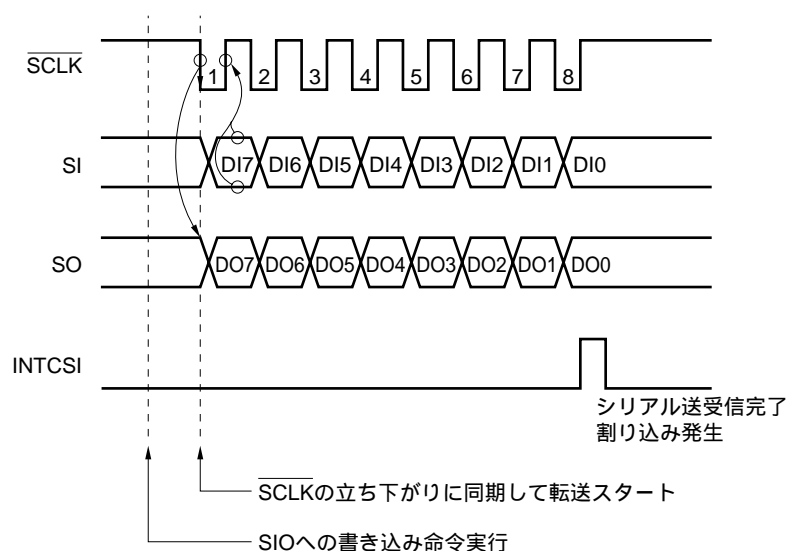 SCLK
1 2 3 4 5 6 7 8
SI
DI7 DI6 DI5 DI4 DI3 DI2 DI1 DI0
SO
DO7 DO6 DO5 DO4 DO3 DO2 DO1 DO0
INTCSI
シリアル送受信完了
割り込み発生
SCLKの立ち下がりに同期して転送スタート
SIOへの書き込み命令実行